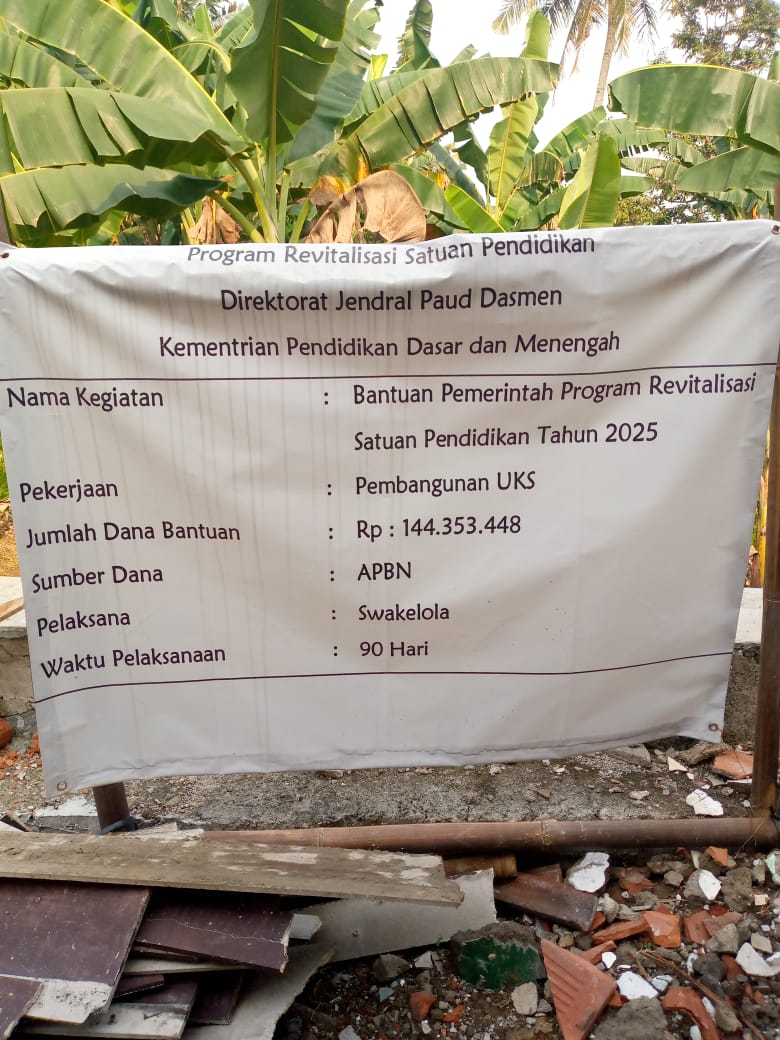 Program Revitalisasi Satuan Pendidikan
Direktorat Jendral Paud Dasmen
Kementrian Pendidikan Dasar dan Menengah
Nama Kegiatan : Bantuan Pemerintah Program Revitalisasi
Satuan Pendidikan Tahun 2025
Pekerjaan : Pembangunan UKS
Jumlah Dana Bantuan : Rp : 144.353.448
Sumber Dana : APBN
Pelaksana : Swakelola
Waktu Pelaksanaan : 90 Hari